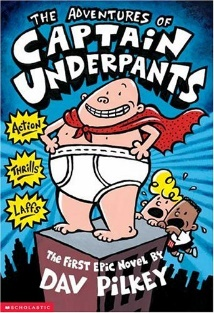 THE ADVENTURES OF
CAPTAIN
UNDERPANTS
ACTION
THRILLS
LAFFS
THE FIRST EPIC NOVEL BY
DAV PILKEY
SCHOLASTIC